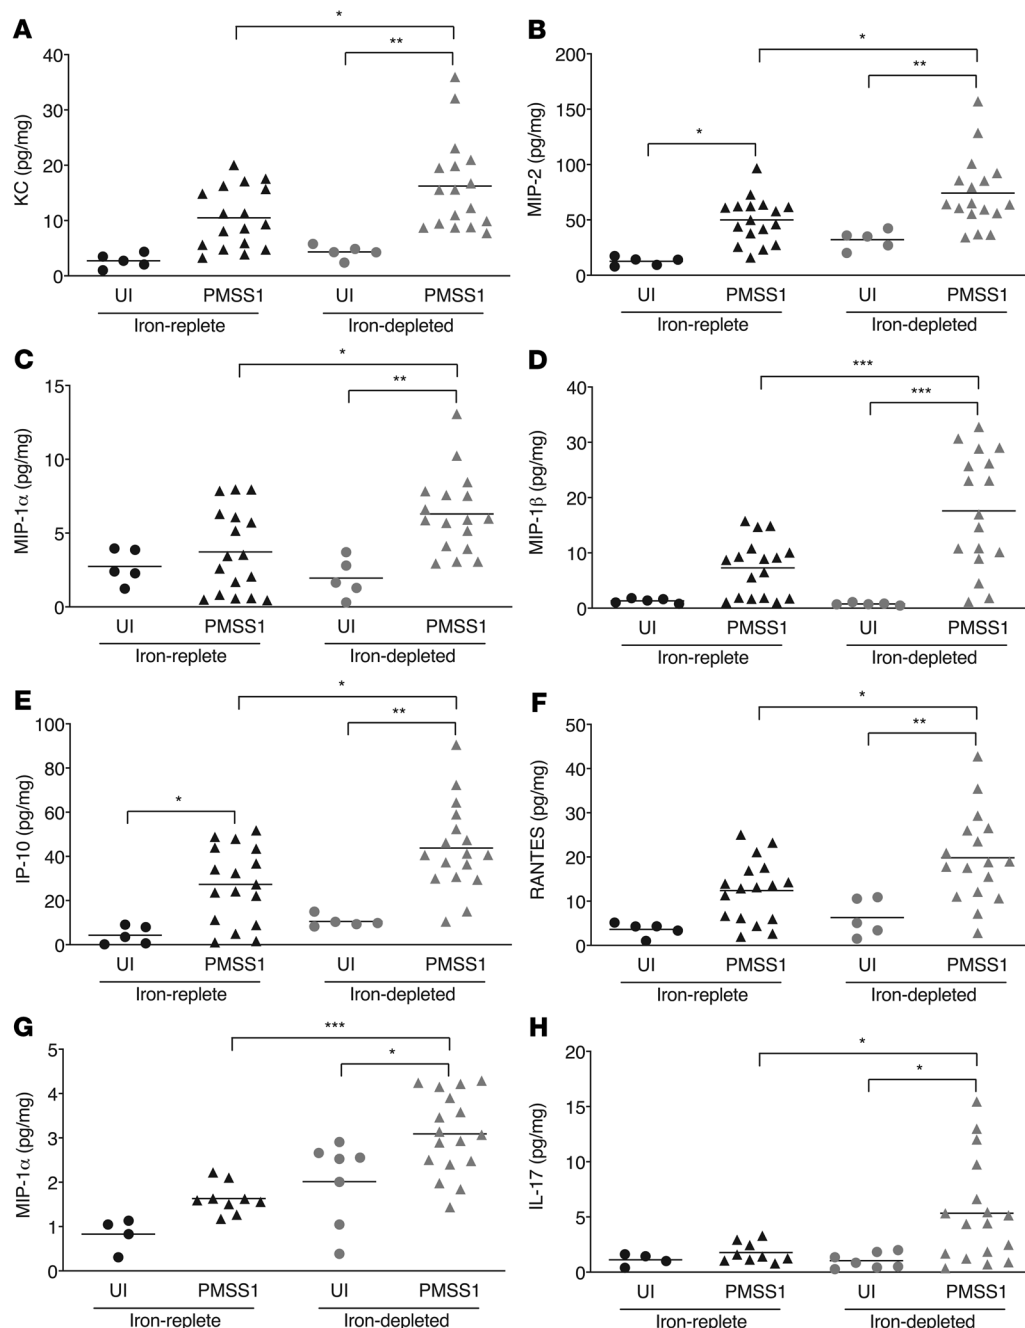 A
*
**
KC (pg/mg)
40
30
20
10
0
UI PMSS1 UI PMSS1
Iron-replete Iron-depleted
B
*
**
*
MIP-2 (pg/mg)
200
150
100
50
0
UI PMSS1 UI PMSS1
Iron-replete Iron-depleted
C
*
**
MIP-1α (pg/mg)
15
10
5
0
UI PMSS1 UI PMSS1
Iron-replete Iron-depleted
D
***
***
MIP-1β (pg/mg)
40
30
20
10
0
UI PMSS1 UI PMSS1
Iron-replete Iron-depleted
E
*
**
*
IP-10 (pg/mg)
100
80
60
40
20
0
UI PMSS1 UI PMSS1
Iron-replete Iron-depleted
F
*
**
RANTES (pg/mg)
50
40
30
20
10
0
UI PMSS1 UI PMSS1
Iron-replete Iron-depleted
G
***
*
MIP-1α (pg/mg)
5
4
3
2
1
0
UI PMSS1 UI PMSS1
Iron-replete Iron-depleted
H
*
*
IL-17 (pg/mg)
20
15
10
5
0
UI PMSS1 UI PMSS1
Iron-replete Iron-depleted